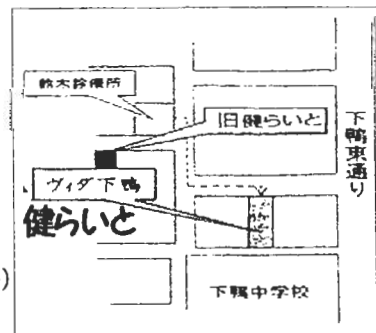 鈴木診療所
旧健らいと
下鴨東通り
ヴィダ下鴨
健らいと
下鴨中学校
)